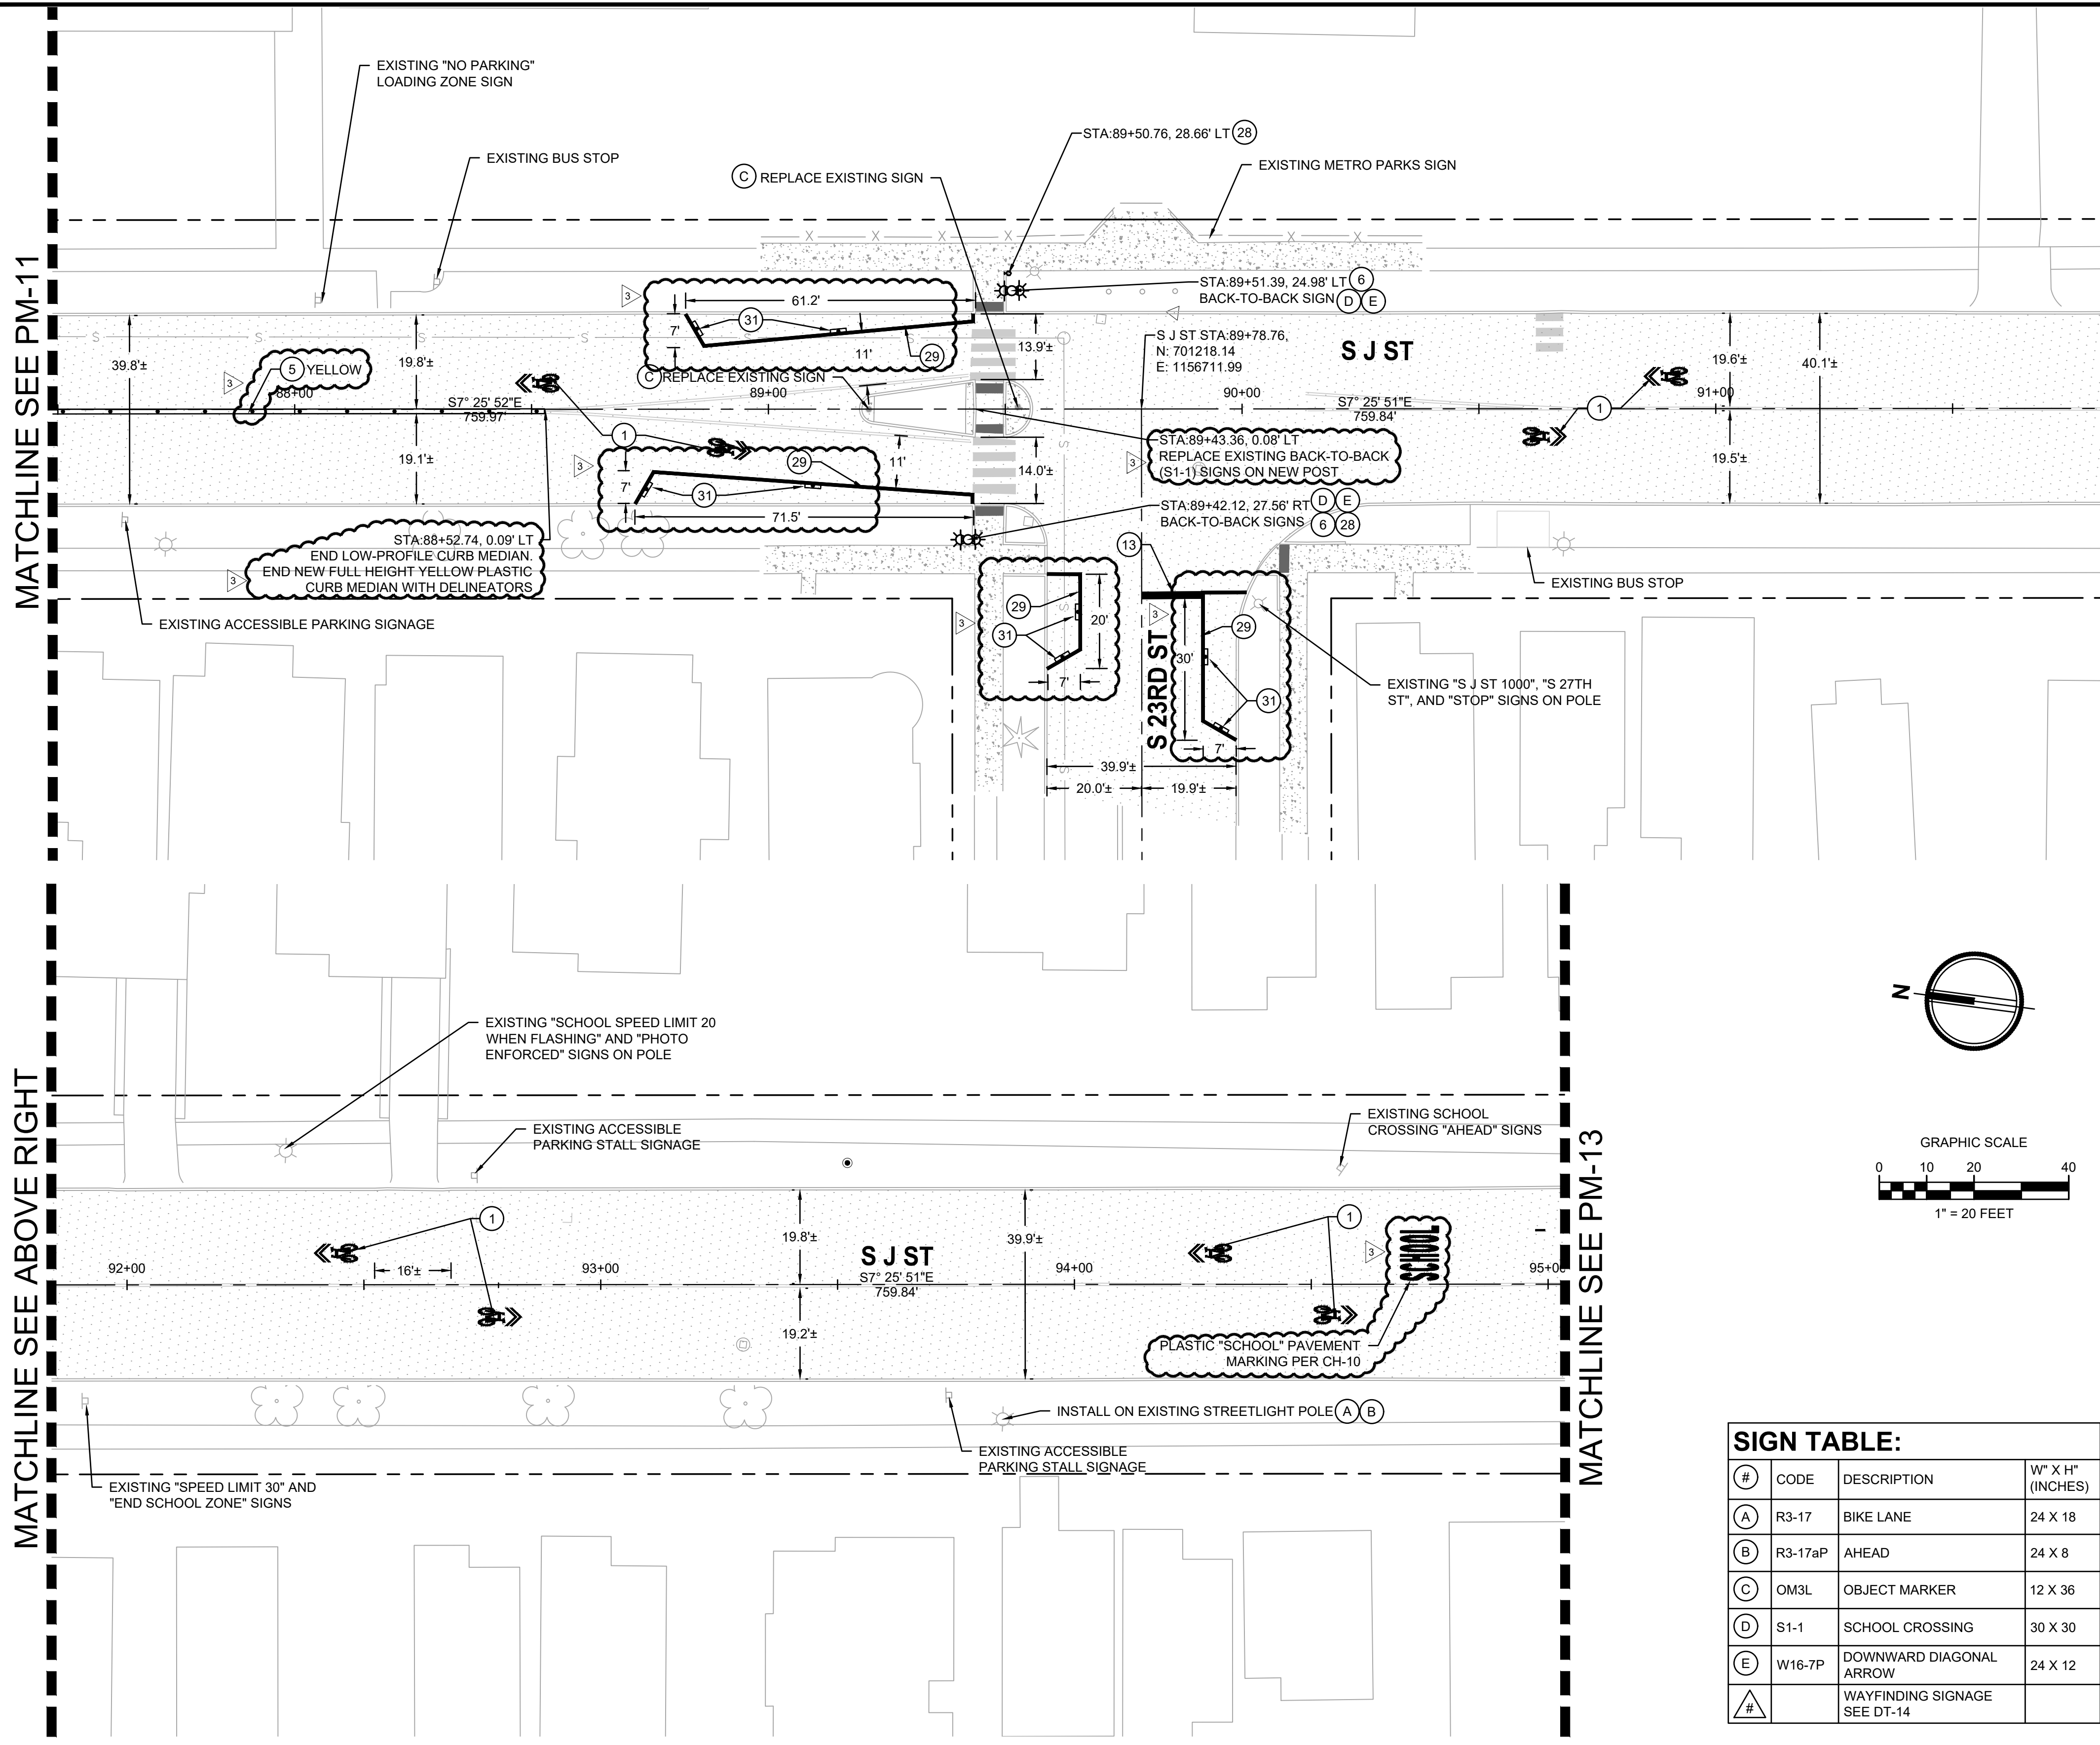 EXISTING "NO PARKING"
LOADING ZONE SIGN
EXISTING BUS STOP
STA:89+50.76, 28.66' LT 28
C REPLACE EXISTING SIGN
EXISTING METRO PARKS SIGN
MATCHLINE SEE PM-11
X X X X X X
3
61.2'
STA:89+51.39, 24.98' LT 6
BACK-TO-BACK SIGN D E
7'
31
11'
29
13.9'±
S J ST STA:89+78.76,
N: 701218.14
E: 1156711.99
S J ST
39.8'±
19.8'±
19.6'±
40.1'±
3
5 YELLOW
C REPLACE EXISTING SIGN
88+00
89+00
90+00
91+00
S7° 25' 52"E
759.97'
S7° 25' 51"E
759.84'
1
1
19.1'±
3
29
11'
14.0'±
3
STA:89+43.36, 0.08' LT
REPLACE EXISTING BACK-TO-BACK
(S1-1) SIGNS ON NEW POST
19.5'±
7'
31
71.5'
STA:89+42.12, 27.56' RT D E
BACK-TO-BACK SIGNS 6 28
3
STA:88+52.74, 0.09' LT
END LOW-PROFILE CURB MEDIAN.
END NEW FULL HEIGHT YELLOW PLASTIC
CURB MEDIAN WITH DELINEATORS
13
EXISTING BUS STOP
EXISTING ACCESSIBLE PARKING SIGNAGE
3
29
31
20'
7'
3
S 23RD ST
30'
29
31
7'
EXISTING "S J ST 1000", "S 27TH
ST", AND "STOP" SIGNS ON POLE
39.9'±
20.0'±
19.9'±
S S S S S S S S S
MATCHLINE SEE ABOVE RIGHT
EXISTING "SCHOOL SPEED LIMIT 20
WHEN FLASHING" AND "PHOTO
ENFORCED" SIGNS ON POLE
EXISTING ACCESSIBLE
PARKING STALL SIGNAGE
EXISTING SCHOOL
CROSSING "AHEAD" SIGNS
MATCHLINE SEE PM-13
1
19.8'±
S J ST
39.9'±
1
3
SCHOOL
92+00
16'±
93+00
S7° 25' 51"E
759.84'
94+00
95+00
19.2'±
PLASTIC "SCHOOL" PAVEMENT
MARKING PER CH-10
INSTALL ON EXISTING STREETLIGHT POLE A B
EXISTING ACCESSIBLE
PARKING STALL SIGNAGE
EXISTING "SPEED LIMIT 30" AND
"END SCHOOL ZONE" SIGNS
N
GRAPHIC SCALE
0 10 20 40
1" = 20 FEET
SIGN TABLE:
# CODE DESCRIPTION W" X H" (INCHES)
A R3-17 BIKE LANE 24 X 18
B R3-17aP AHEAD 24 X 8
C OM3L OBJECT MARKER 12 X 36
D S1-1 SCHOOL CROSSING 30 X 30
E W16-7P DOWNWARD DIAGONAL ARROW 24 X 12
# WAYFINDING SIGNAGE SEE DT-14